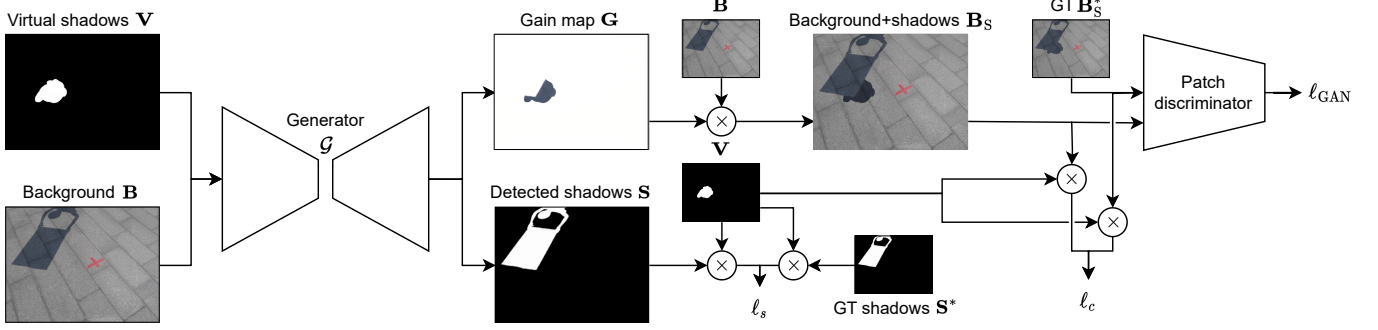 Virtual shadows V
Gain map G
B
Background+shadows B_S
GT B*_S
Patch
discriminator
ℓ_GAN
Generator
𝒢
×
V
×
Background B
Detected shadows S
×
×
×
GT shadows S*
ℓ_s
ℓ_c